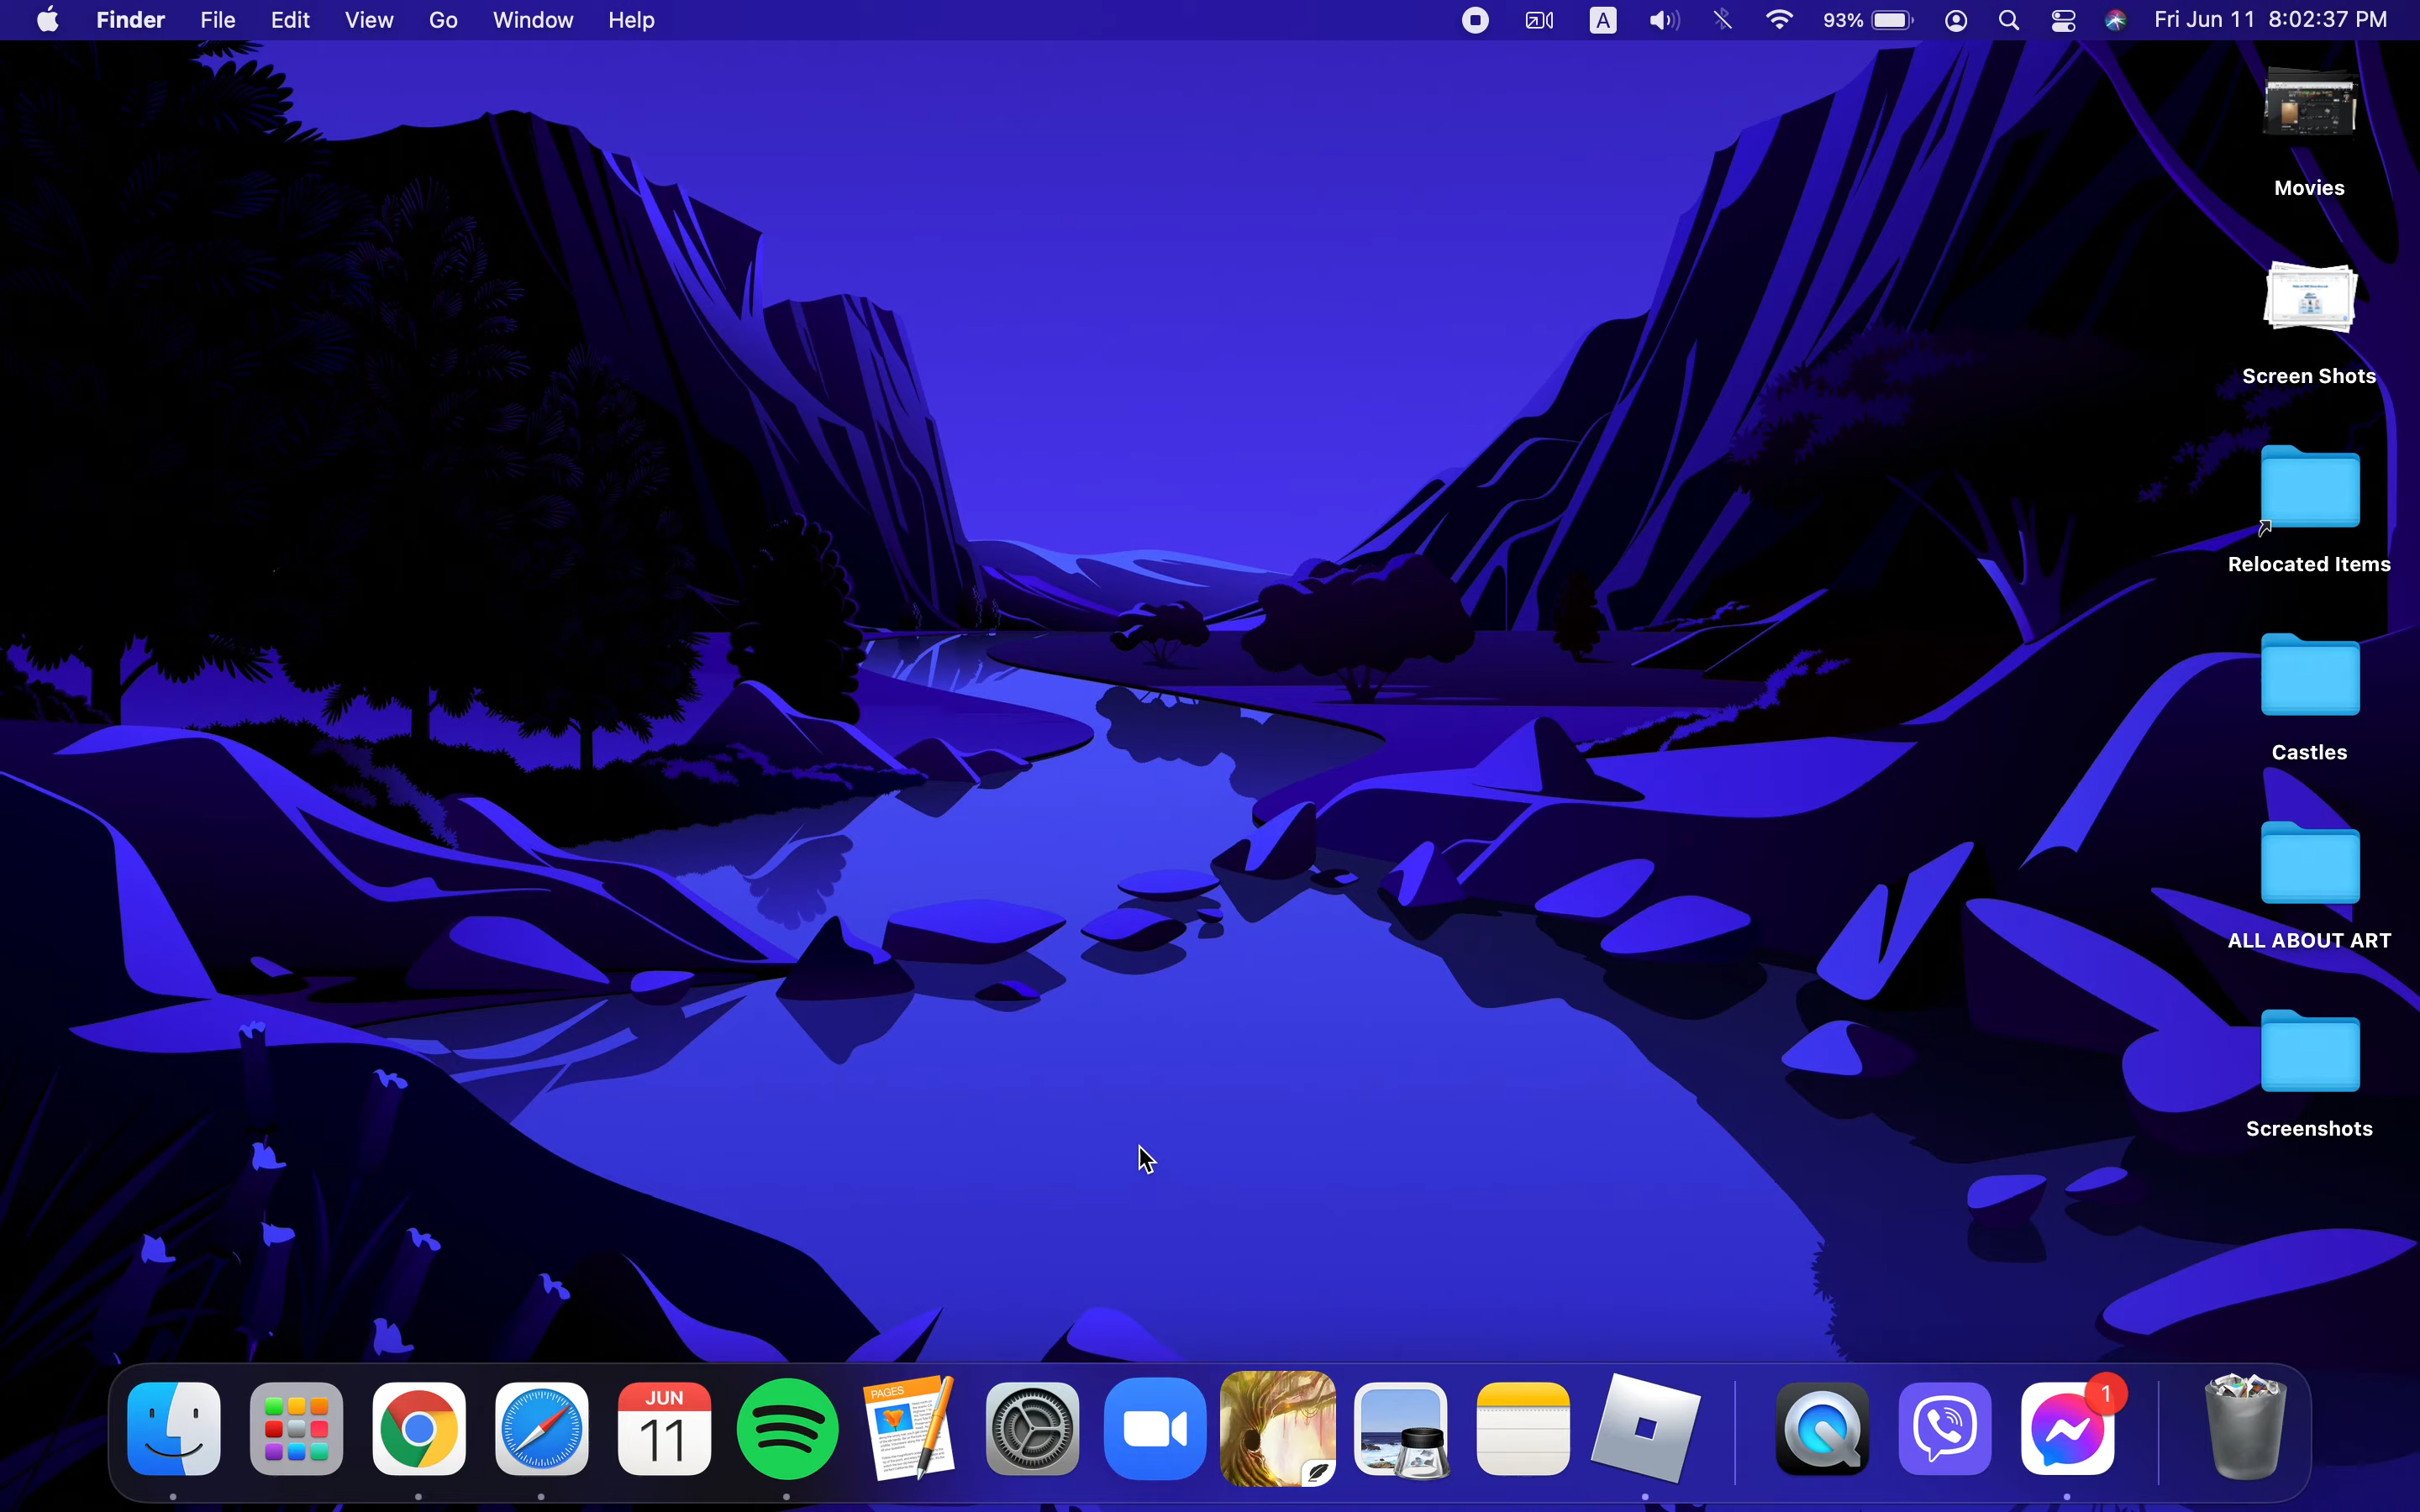 Finder File Edit View Go Window Help A 93% Fri Jun 11 8:02:37 PM
Movies
Screen Shots
Relocated Items
Castles
ALL ABOUT ART
Screenshots
JUN
11
PAGES
1